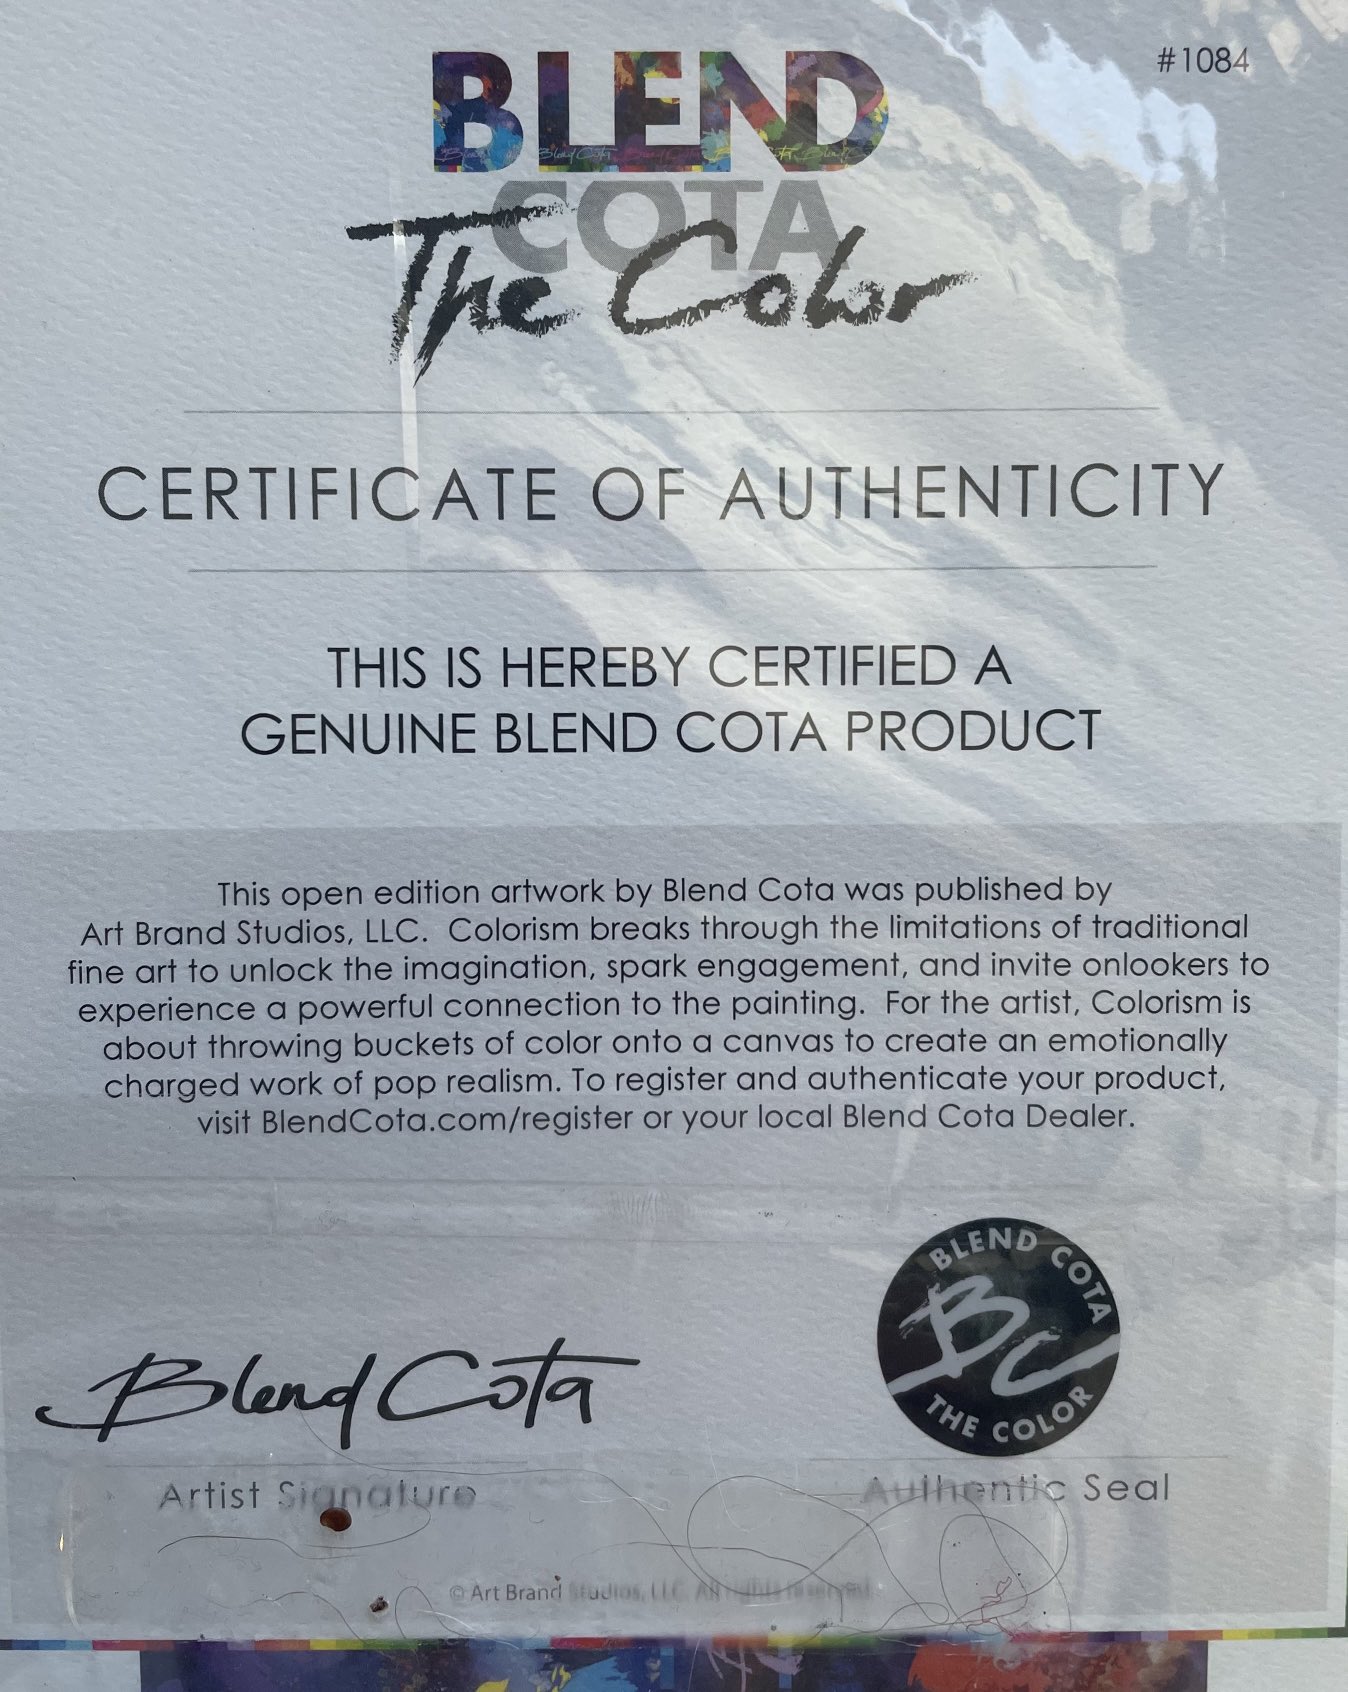 #1084
BLEND
COTA
The Color
CERTIFICATE OF AUTHENTICITY
THIS IS HEREBY CERTIFIED A
GENUINE BLEND COTA PRODUCT
This open edition artwork by Blend Cota was published by
Art Brand Studios, LLC. Colorism breaks through the limitations of traditional
fine art to unlock the imagination, spark engagement, and invite onlookers to
experience a powerful connection to the painting. For the artist, Colorism is
about throwing buckets of color onto a canvas to create an emotionally
charged work of pop realism. To register and authenticate your product,
visit BlendCota.com/register or your local Blend Cota Dealer.
Blend Cota
BLEND COTA
BC
THE COLOR
Artist Signature
Authentic Seal
© Art Brand Studios, LLC. All rights reserved.